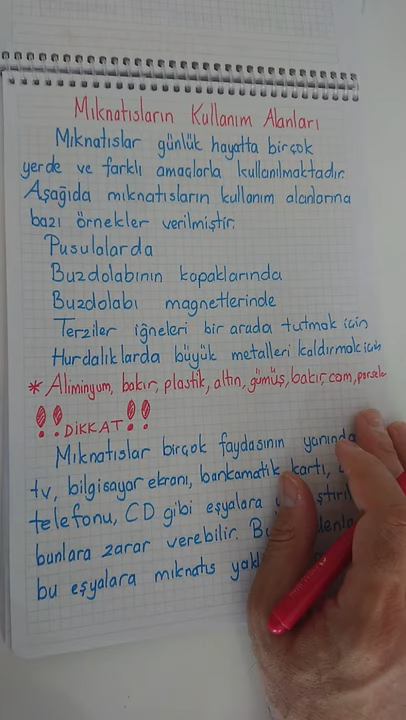 Mıknatısların Kullanım Alanları
Mıknatıslar günlük hayatta birçok
yerde ve farklı amaçlarla kullanılmaktadır.
Aşağıda mıknatısların kullanım alanlarına
bazı örnekler verilmiştir.
Pusulalarda
Buzdolabının kapaklarında
Buzdolabı magnetlerinde
Terziler iğneleri bir arada tutmak için
Hurdalıklarda büyük metalleri kaldırmak için
* Aliminyum, bakır, plastik, altın, gümüş, bakır, cam, porsele
!! DİKKAT !!
Mıknatıslar birçok faydasının yanında
tv, bilgisayar ekranı, bankamatik kartı,
telefonu, CD gibi eşyalara
bunlara zarar verebilir.
bu eşyalara mıknatıs